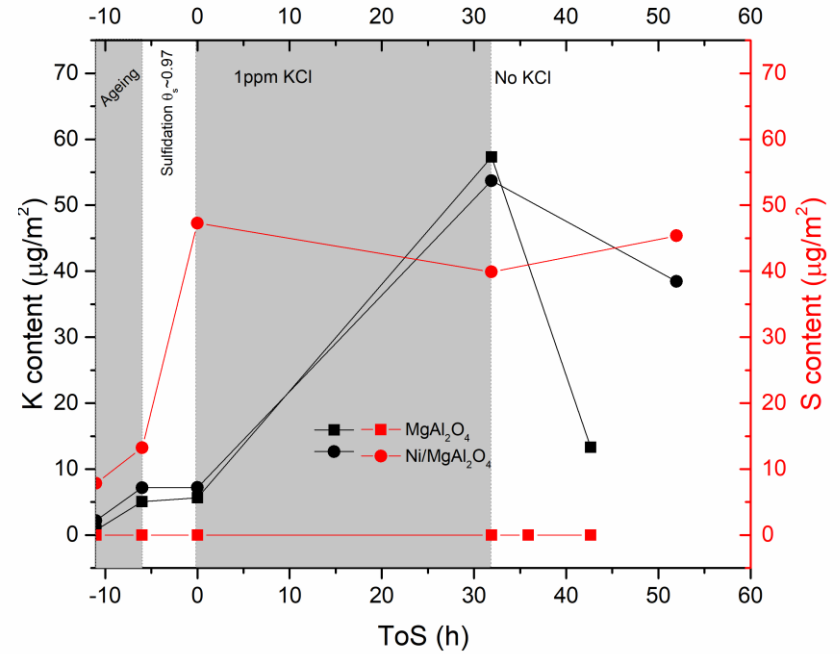 -10 0 10 20 30 40 50 60
Ageing
Sulfidation θs~0.97
1ppm KCl
No KCl
70 70
60 60
50 50
40 40
30 30
20 20
10 10
0 0
K content (μg/m²)
S content (μg/m²)
MgAl₂O₄
Ni/MgAl₂O₄
-10 0 10 20 30 40 50 60
ToS (h)